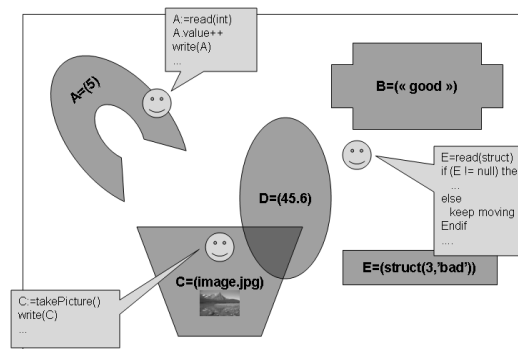 A:=read(int)
A.value++
write(A)
...
A=(5)
B=(« good »)
E=read(struct)
if (E != null) the
...
else
keep moving
Endif
....
D=(45.6)
C=(image.jpg)
E=(struct(3,'bad'))
C:=takePicture()
write(C)
...